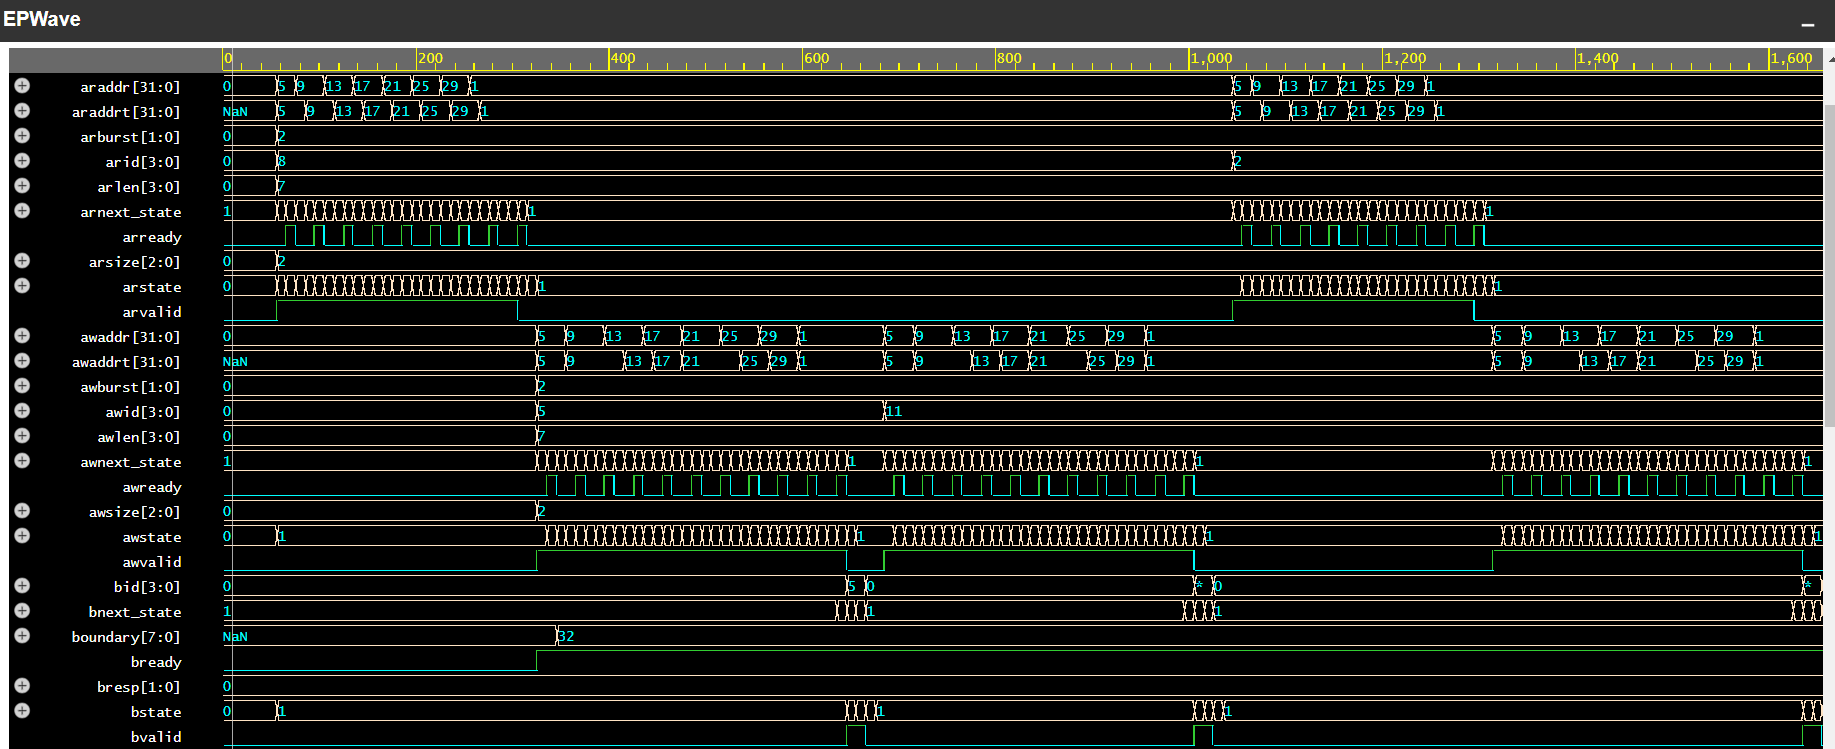 EPWave
0 200 400 600 800 1,000 1,200 1,400 1,600
araddr[31:0] 0 5 9 13 17 21 25 29 1 5 9 13 17 21 25 29 1
araddrt[31:0] NaN 5 9 13 17 21 25 29 1 5 9 13 17 21 25 29 1
arburst[1:0] 0 2
arid[3:0] 0 8 2
arlen[3:0] 0 7
arnext_state 1 1 1
arready
arsize[2:0] 0 2
arstate 0 1 1
arvalid
awaddr[31:0] 0 5 9 13 17 21 25 29 1 5 9 13 17 21 25 29 1 5 9 13 17 21 25 29 1
awaddrt[31:0] NaN 5 9 13 17 21 25 29 1 5 9 13 17 21 25 29 1 5 9 13 17 21 25 29 1
awburst[1:0] 0 2
awid[3:0] 0 5 11
awlen[3:0] 0 7
awnext_state 1 1 1 1
awready
awsize[2:0] 0 2
awstate 0 1 1 1 1
awvalid
bid[3:0] 0 5 0 * 0 *
bnext_state 1 1 1
boundary[7:0] NaN 32
bready
bresp[1:0] 0
bstate 0 1 1 1
bvalid